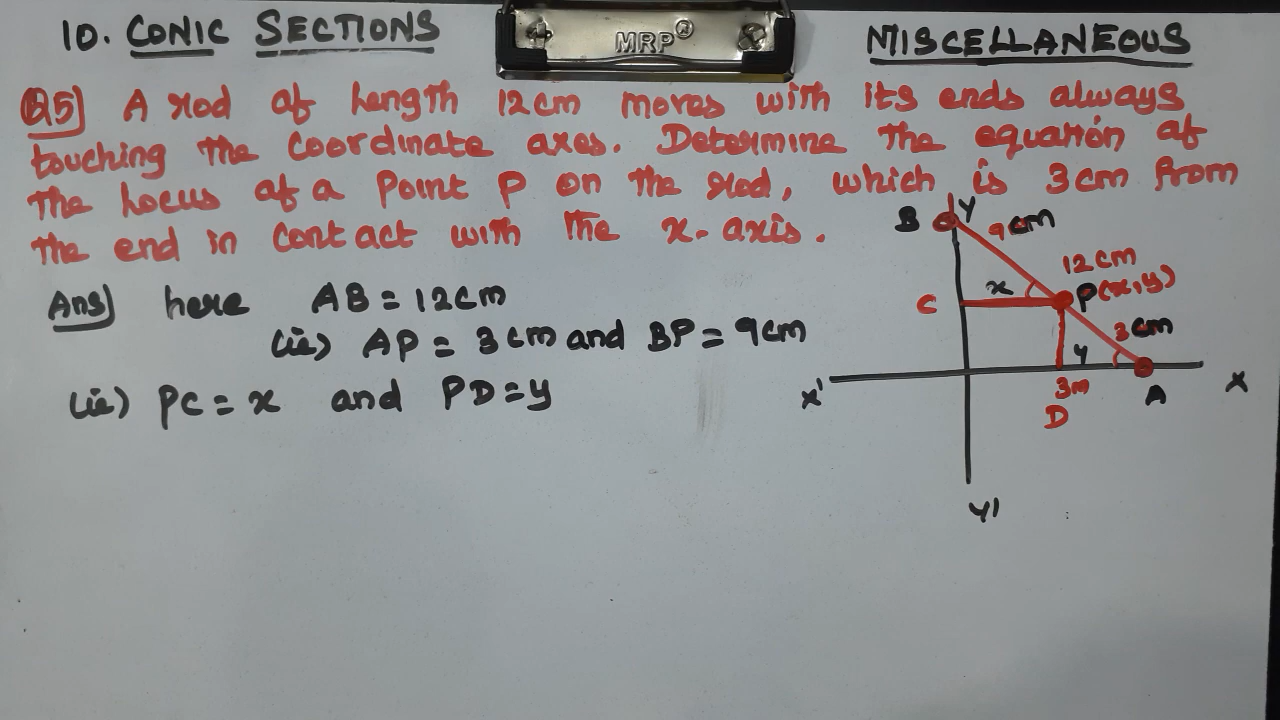 10. CONIC SECTIONS
MRP®
MISCELLANEOUS
Q5] A rod of length 12cm moves with its ends always
touching the coordinate axes. Determine the equation of
the locus of a point P on the rod, which is 3cm from
the end in contact with the x-axis.
Ans] here AB = 12cm
(ie) AP = 3cm and BP = 9cm
(ie) PC = x and PD = y
B
Y
9cm
12cm
x
P(x,y)
C
3cm
y
X'
3m
A
X
D
Y'